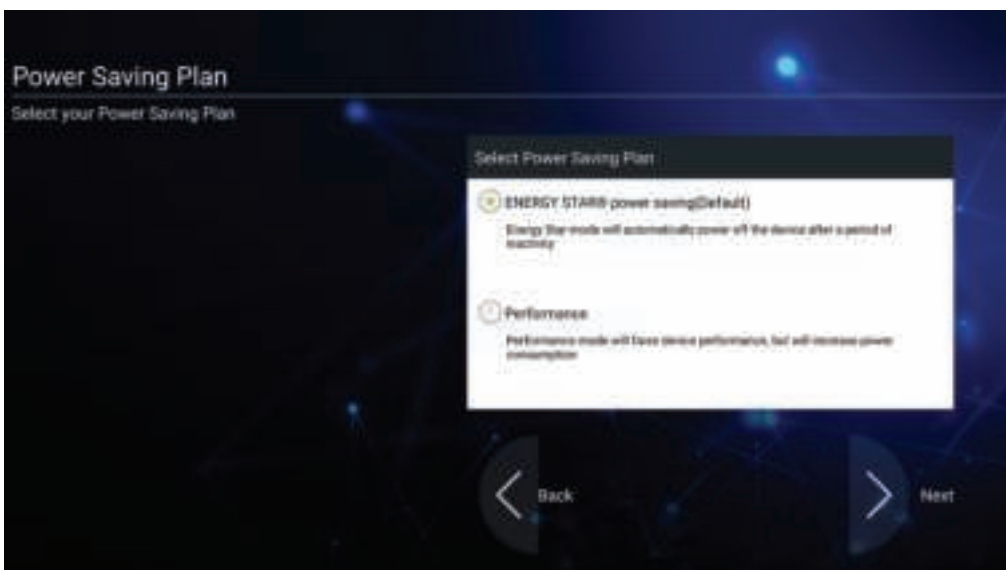 Power Saving Plan
Select your Power Saving Plan
Select Power Saving Plan
ENERGY STAR® power saving(Default)
Energy Star mode will automatically power off the device after a period of
inactivity
Performance
Performance mode will force device performance, but will increase power
consumption
Back
Next